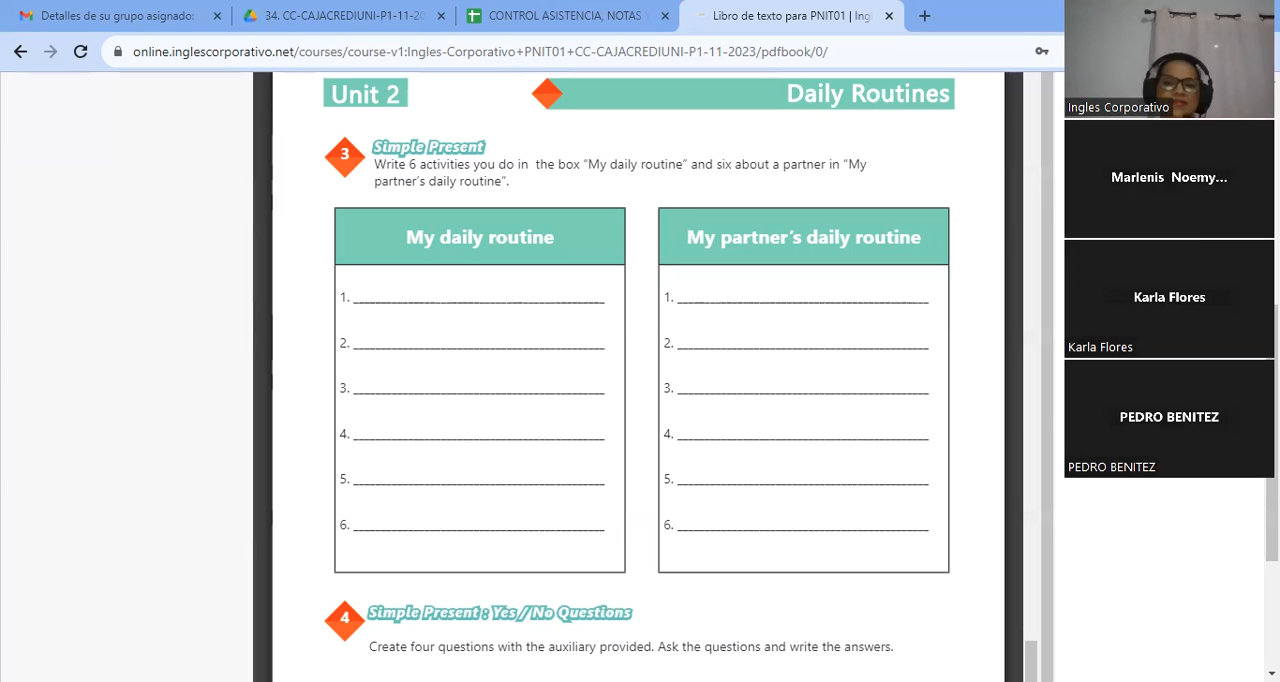 Detalles de su grupo asignado:
34. CC-CAJACREDIUNI-P1-11-20
CONTROL ASISTENCIA, NOTAS Y
Libro de texto para PNIT01 | Ingl
online.inglescorporativo.net/courses/course-v1:Ingles-Corporativo+PNIT01+CC-CAJACREDIUNI-P1-11-2023/pdfbook/0/
Unit 2
Daily Routines
3
Simple Present
Write 6 activities you do in the box “My daily routine” and six about a partner in “My
partner’s daily routine”.
My daily routine
1.
2.
3.
4.
5.
6.
My partner’s daily routine
1.
2.
3.
4.
5.
6.
4
Simple Present : Yes / No Questions
Create four questions with the auxiliary provided. Ask the questions and write the answers.
Ingles Corporativo
Marlenis Noemy...
Karla Flores
Karla Flores
PEDRO BENITEZ
PEDRO BENITEZ